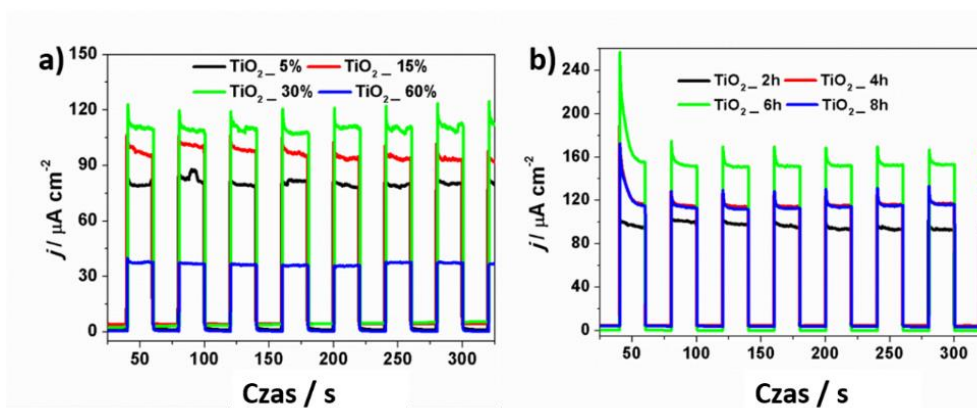 a)
TiO2_ 5% TiO2_ 15%
TiO2_ 30% TiO2_ 60%
j / μA cm-2
150
120
90
60
30
0
50 100 150 200 250 300
Czas / s
b)
TiO2_ 2h TiO2_ 4h
TiO2_ 6h TiO2_ 8h
j / μA cm-2
240
200
160
120
80
40
0
50 100 150 200 250 300
Czas / s